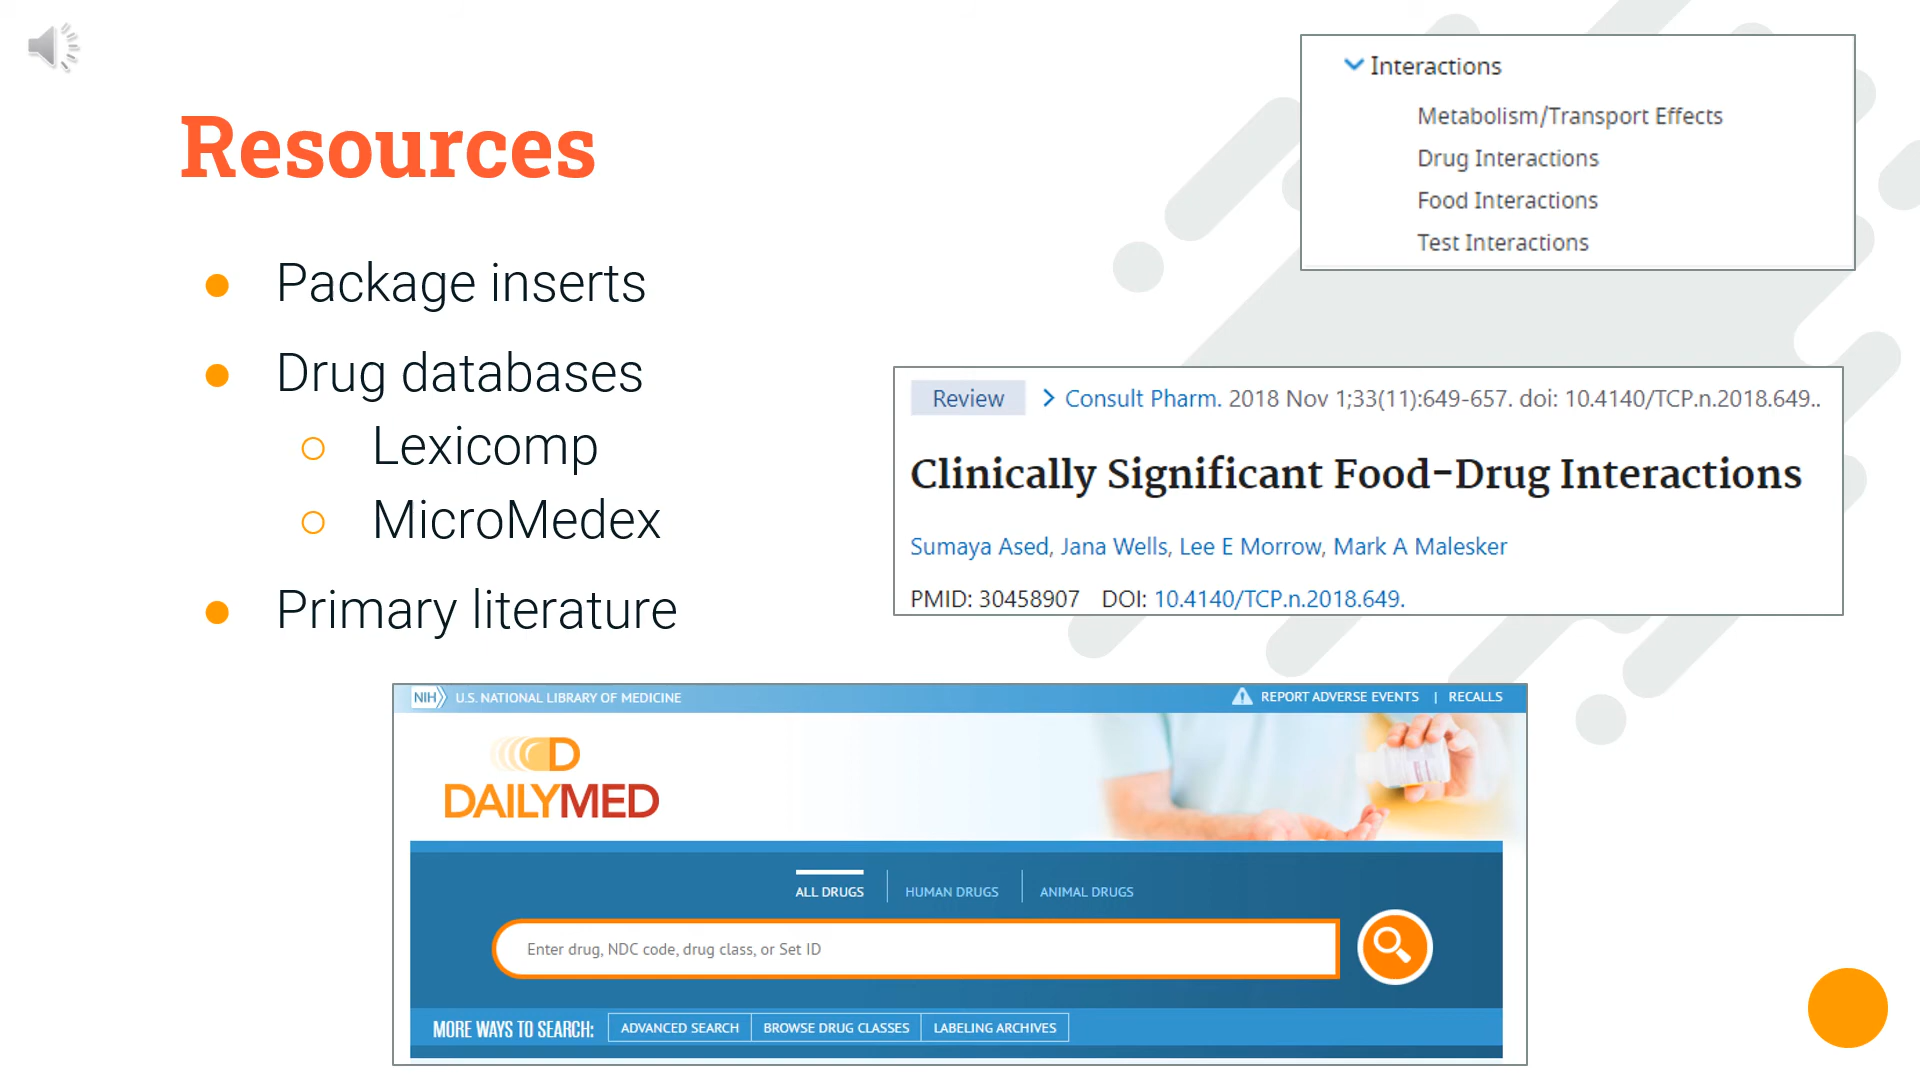 Resources
Package inserts
Drug databases
Lexicomp
MicroMedex
Primary literature
Interactions
Metabolism/Transport Effects
Drug Interactions
Food Interactions
Test Interactions
Review > Consult Pharm. 2018 Nov 1;33(11):649-657. doi: 10.4140/TCP.n.2018.649..
Clinically Significant Food-Drug Interactions
Sumaya Ased, Jana Wells, Lee E Morrow, Mark A Malesker
PMID: 30458907 DOI: 10.4140/TCP.n.2018.649.
NIH U.S. NATIONAL LIBRARY OF MEDICINE
REPORT ADVERSE EVENTS | RECALLS
D
DAILYMED
ALL DRUGS HUMAN DRUGS ANIMAL DRUGS
Enter drug, NDC code, drug class, or Set ID
MORE WAYS TO SEARCH: ADVANCED SEARCH BROWSE DRUG CLASSES LABELING ARCHIVES